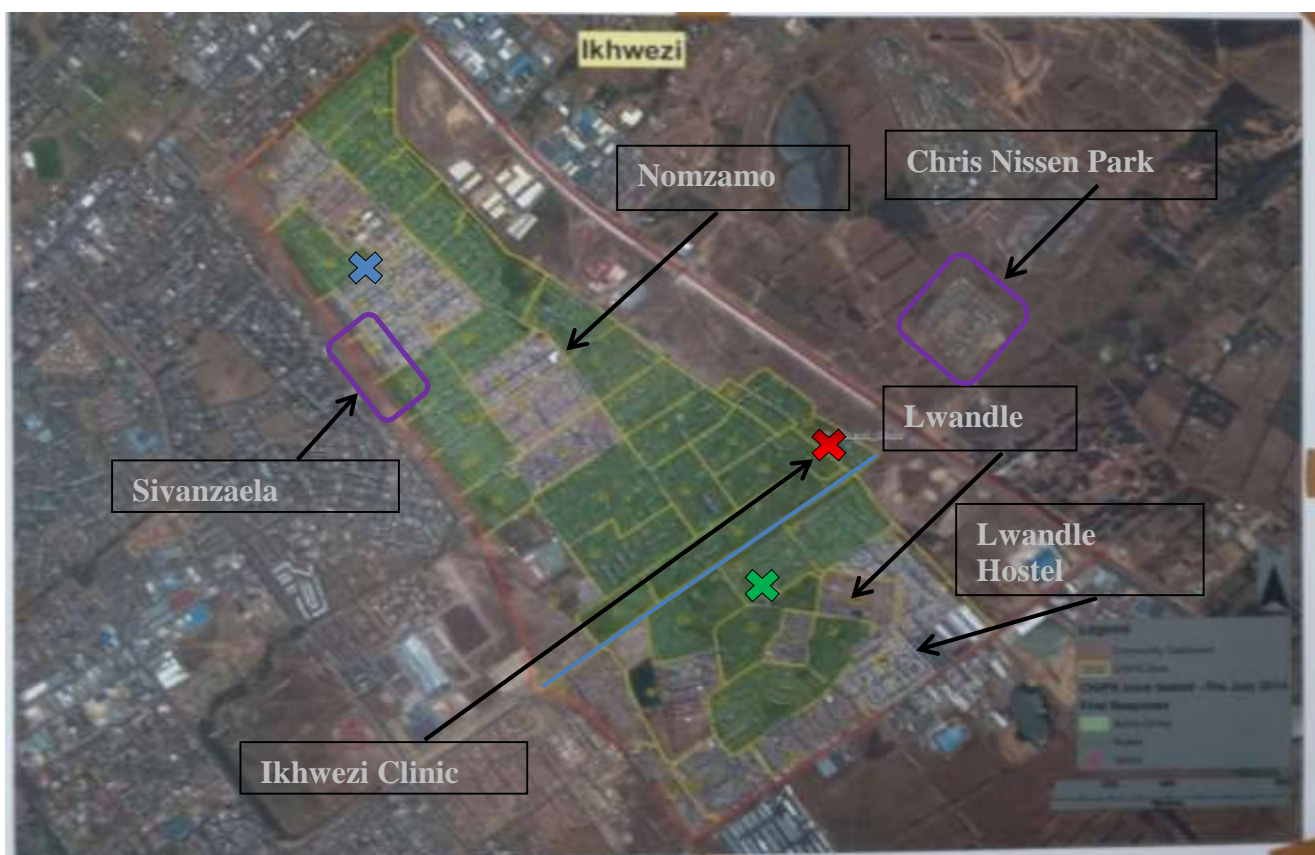 Ikhwezi
Nomzamo
Chris Nissen Park
Lwandle
Sivanzaela
Lwandle
Hostel
Legend
Ikhwezi Clinic